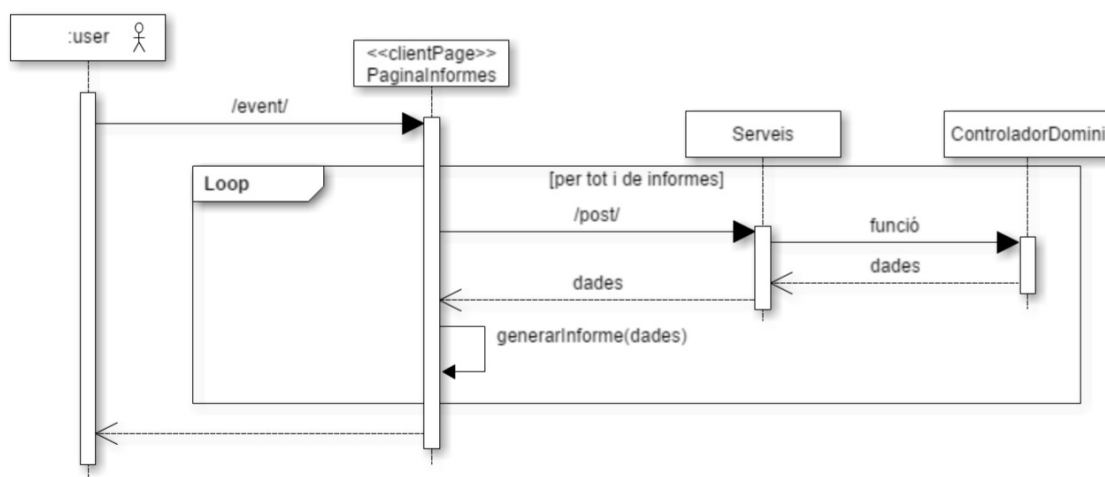 :user
<<clientPage>>
PaginaInformes
/event/
Serveis
ControladorDomini
Loop
[per tot i de informes]
/post/
funció
dades
dades
generarInforme(dades)